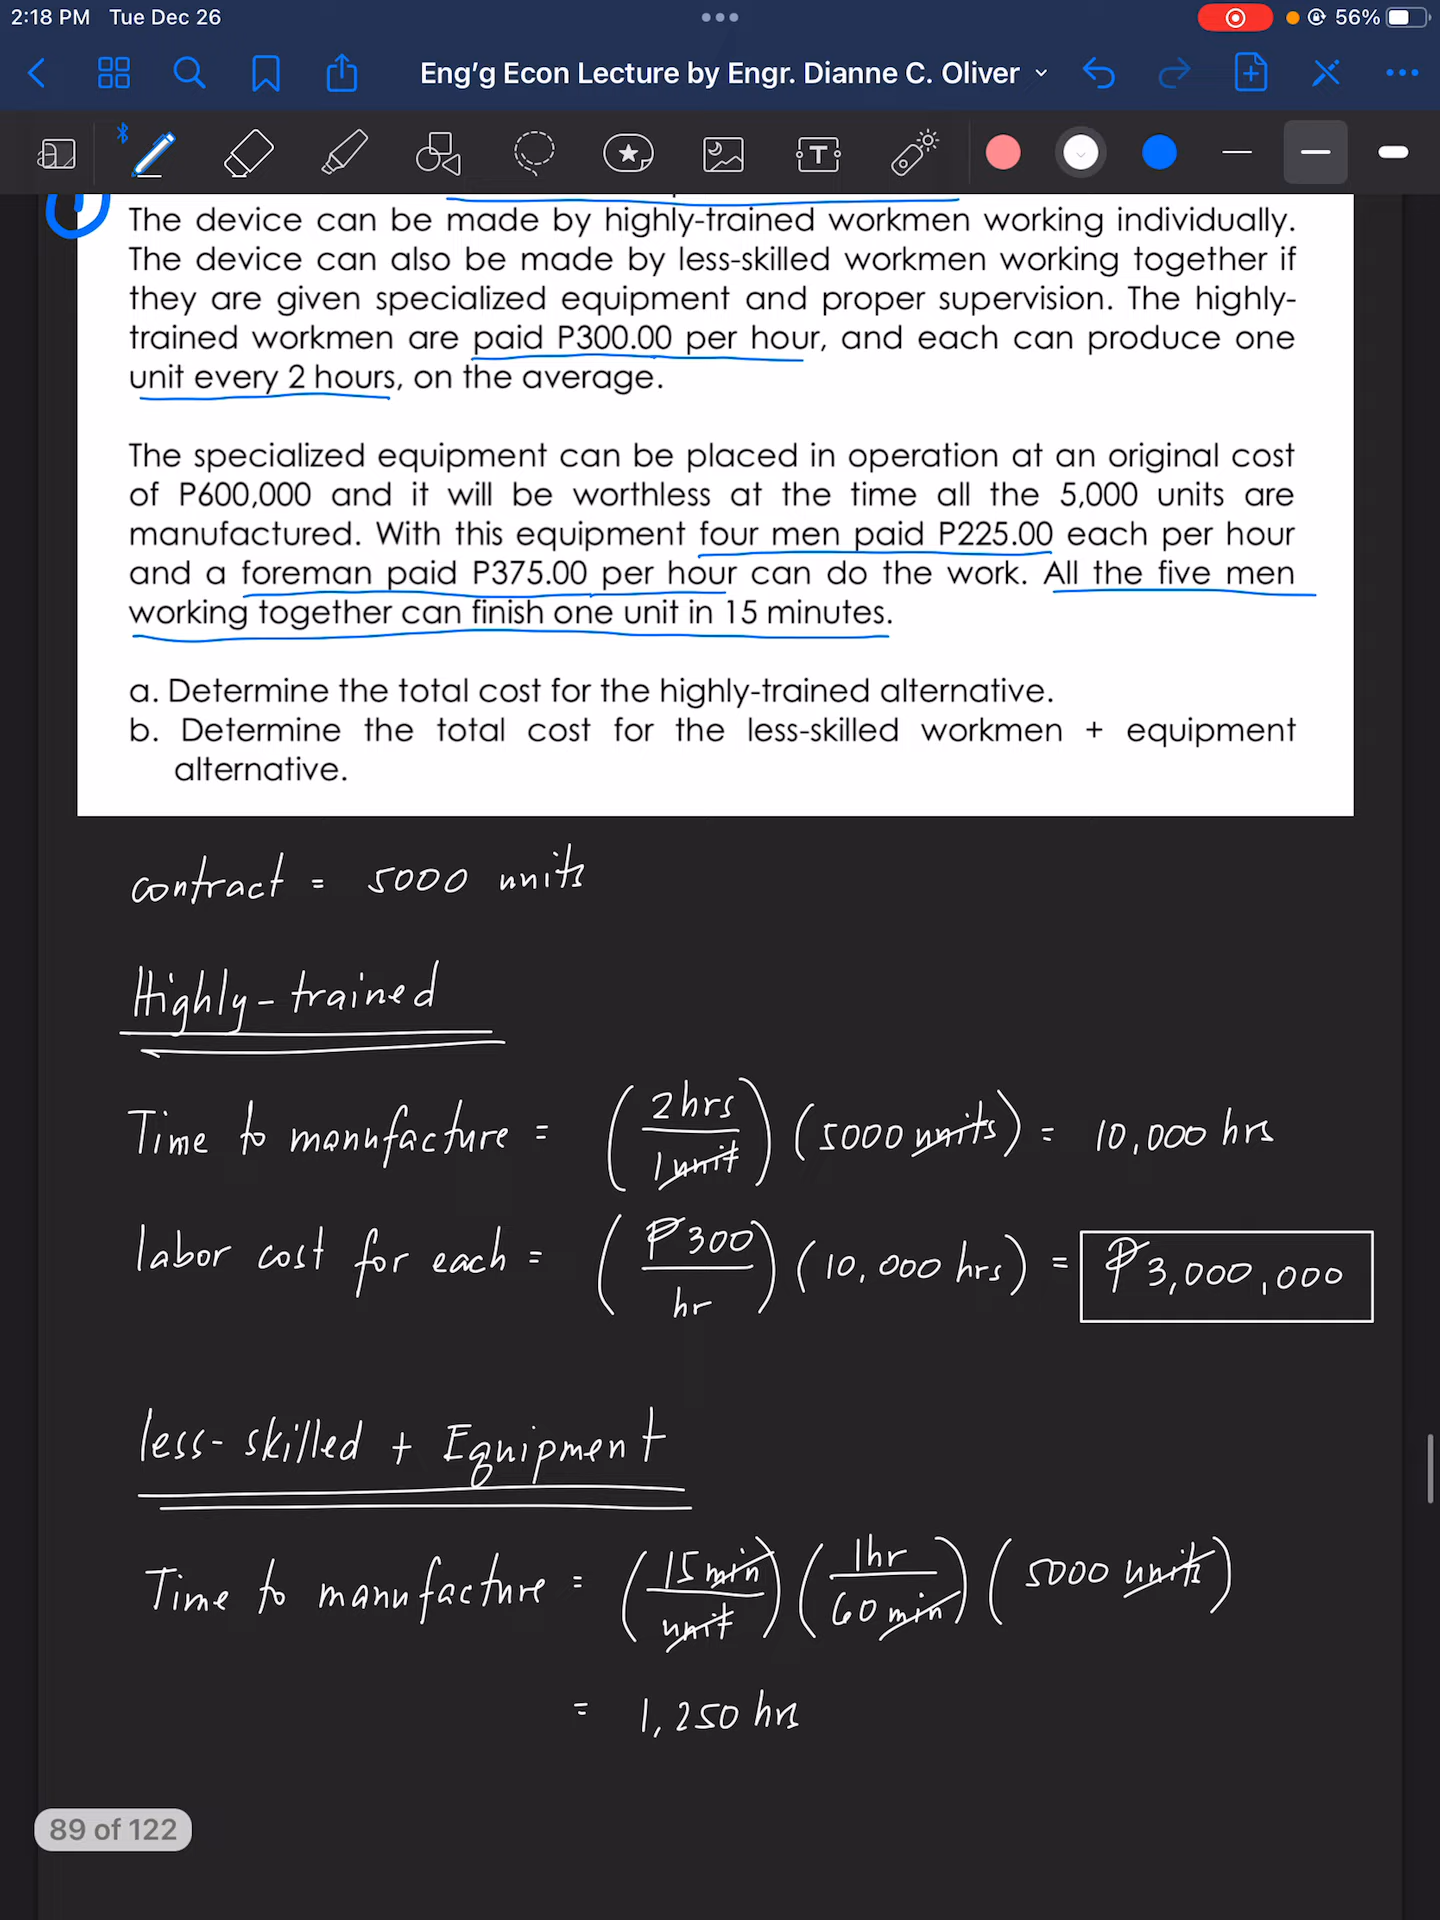 2:18 PM Tue Dec 26
56%
Eng'g Econ Lecture by Engr. Dianne C. Oliver
The device can be made by highly-trained workmen working individually.
The device can also be made by less-skilled workmen working together if
they are given specialized equipment and proper supervision. The highly-
trained workmen are paid P300.00 per hour, and each can produce one
unit every 2 hours, on the average.
The specialized equipment can be placed in operation at an original cost
of P600,000 and it will be worthless at the time all the 5,000 units are
manufactured. With this equipment four men paid P225.00 each per hour
and a foreman paid P375.00 per hour can do the work. All the five men
working together can finish one unit in 15 minutes.
a. Determine the total cost for the highly-trained alternative.
b. Determine the total cost for the less-skilled workmen + equipment
alternative.
contract = 5000 units
Highly-trained
Time to manufacture = (2hrs / 1 unit) (5000 units) = 10,000 hrs
labor cost for each = (₱300 / hr) (10,000 hrs) = ₱3,000,000
less-skilled + Equipment
Time to manufacture = (15 min / unit) (1hr / 60 min) (5000 units)
= 1,250 hrs
89 of 122